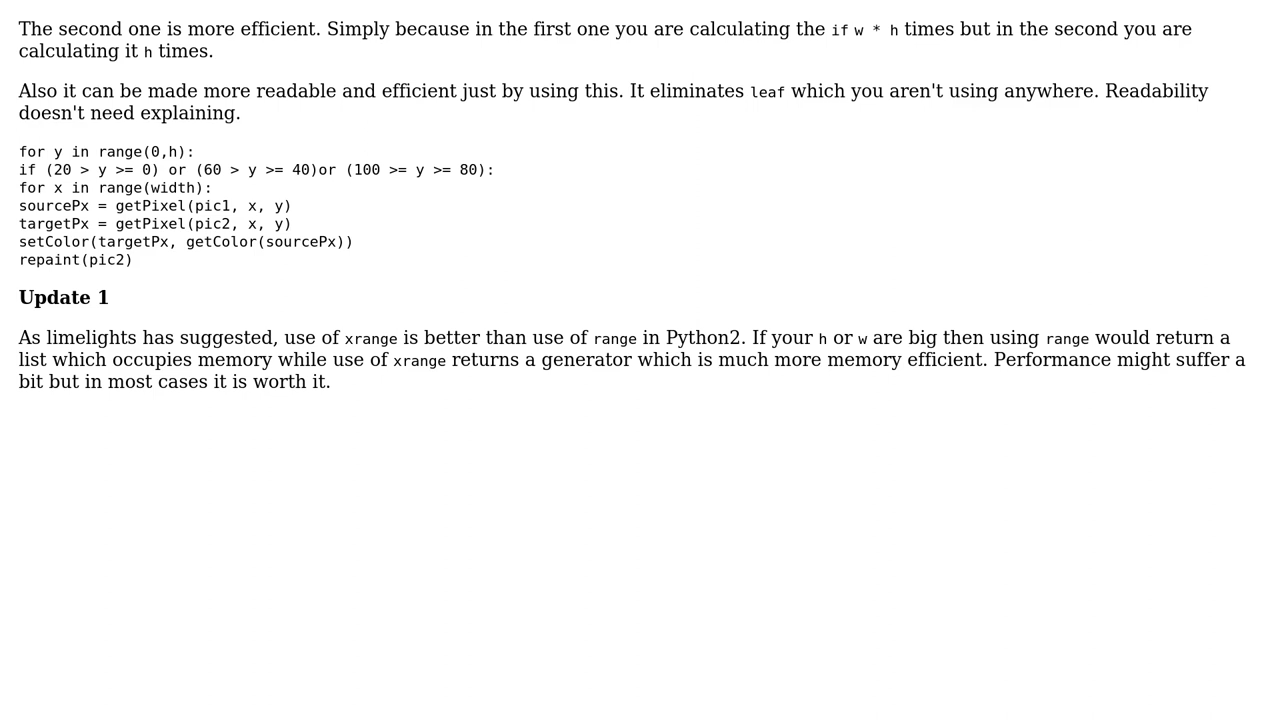 The second one is more efficient. Simply because in the first one you are calculating the if w * h times but in the second you are
calculating it h times.
Also it can be made more readable and efficient just by using this. It eliminates leaf which you aren't using anywhere. Readability
doesn't need explaining.
for y in range(0,h):
if (20 > y >= 0) or (60 > y >= 40)or (100 >= y >= 80):
for x in range(width):
sourcePx = getPixel(pic1, x, y)
targetPx = getPixel(pic2, x, y)
setColor(targetPx, getColor(sourcePx))
repaint(pic2)
Update 1
As limelights has suggested, use of xrange is better than use of range in Python2. If your h or w are big then using range would return a
list which occupies memory while use of xrange returns a generator which is much more memory efficient. Performance might suffer a
bit but in most cases it is worth it.